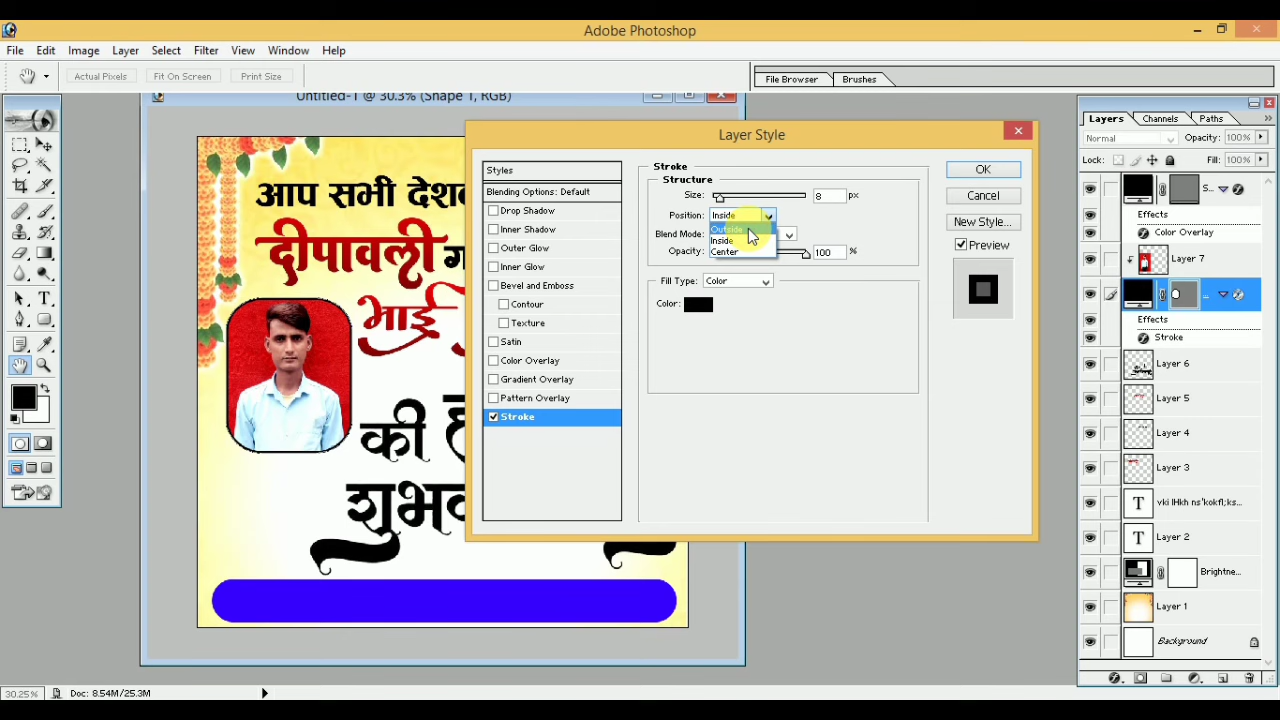 Adobe Photoshop
File Edit Image Layer Select Filter View Window Help
Actual Pixels Fit On Screen Print Size
File Browser Brushes
Untitled-1 @ 30.3% (Shape 1, RGB)
आप सभी
दीपावली
भाई
की
Layer Style
Styles
Blending Options: Default
Drop Shadow
Inner Shadow
Outer Glow
Inner Glow
Bevel and Emboss
Contour
Texture
Satin
Color Overlay
Gradient Overlay
Pattern Overlay
Stroke
Stroke
Structure
Size: 8 px
Position: Inside
Outside
Inside
Center
Blend Mode:
Opacity: 100 %
Fill Type: Color
Color:
OK
Cancel
New Style...
Preview
Layers Channels Paths
Normal Opacity: 100%
Lock: Fill: 100%
S...
Effects
Color Overlay
Layer 7
...
Effects
Stroke
Layer 6
Layer 5
Layer 4
Layer 3
T vki lHkh ns'kokfl;ks...
T Layer 2
Brightne...
Layer 1
Background
30.25% Doc: 8.54M/25.3M